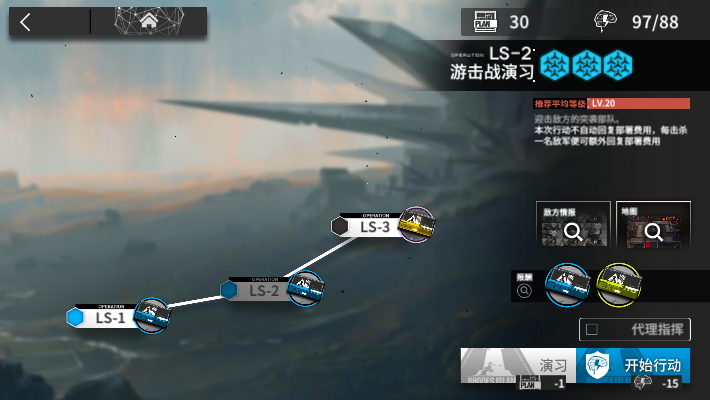 PLAN 30
97/88
OPERATION LS-2
游击战演习
推荐平均等级 LV.20
迎击敌方的突袭部队。
本次行动不自动回复部署费用，每击杀
一名敌军便可额外回复部署费用
敌方情报
地图
OPERATION
LS-3
OPERATION
LS-2
OPERATION
LS-1
报酬
代理指挥
演习
开始行动
RHODES ISLAND
PLAN -1
-15